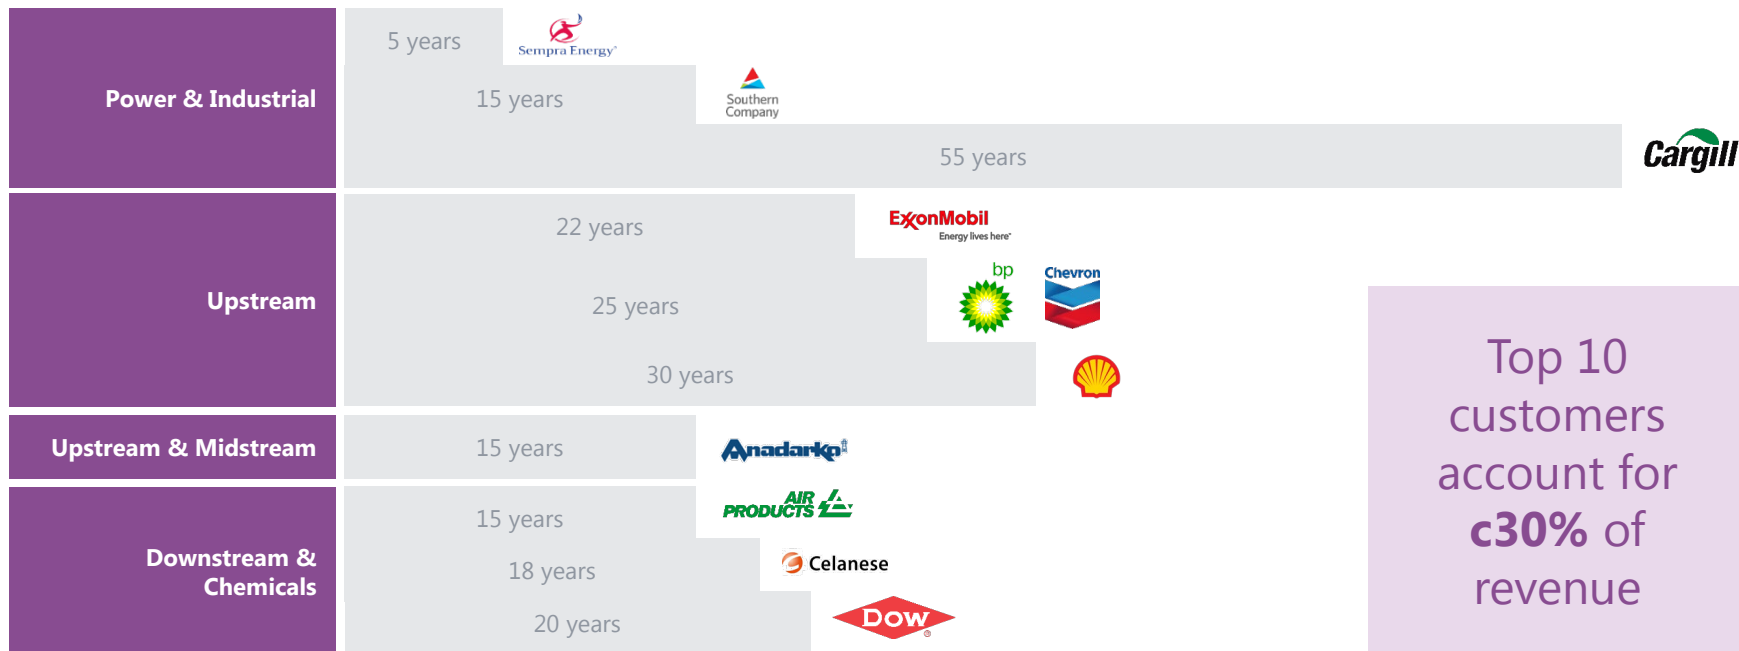 Power & Industrial
5 years
Sempra Energy™
15 years
Southern
Company
55 years
Cargill
Upstream
22 years
ExxonMobil
Energy lives here™
25 years
bp
Chevron
30 years
Upstream & Midstream
15 years
Anadarko
Downstream &
Chemicals
15 years
AIR
PRODUCTS
18 years
Celanese
20 years
DOW
®
Top 10
customers
account for
c30% of
revenue